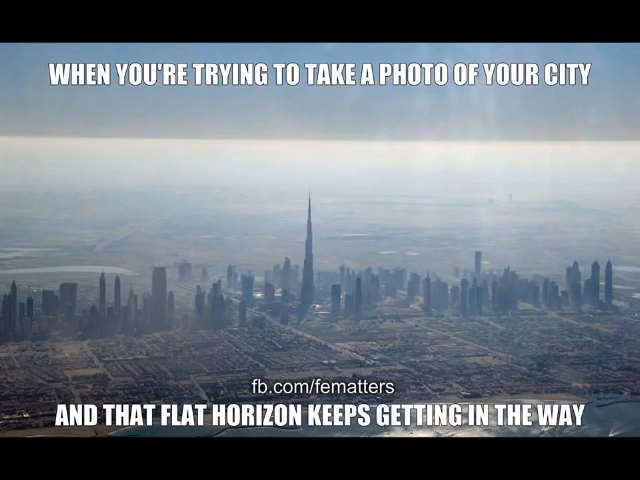 WHEN YOU'RE TRYING TO TAKE A PHOTO OF YOUR CITY
fb.com/fematters
AND THAT FLAT HORIZON KEEPS GETTING IN THE WAY